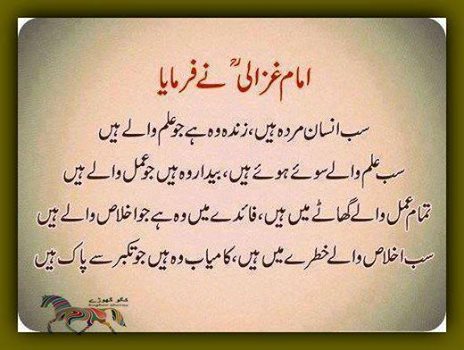 امام غزالیؒ نے فرمایا
سب انسان مردہ ہیں، زندہ وہ ہے جو علم والے ہیں
سب علم والے سوئے ہوئے ہیں، بیدار وہ ہیں جو عمل والے ہیں
تمام عمل والے گھاٹے میں ہیں، فائدے میں وہ ہے جو اخلاص والے ہیں
سب اخلاص والے خطرے میں ہیں، کامیاب وہ ہیں جو تکبر سے پاک ہیں